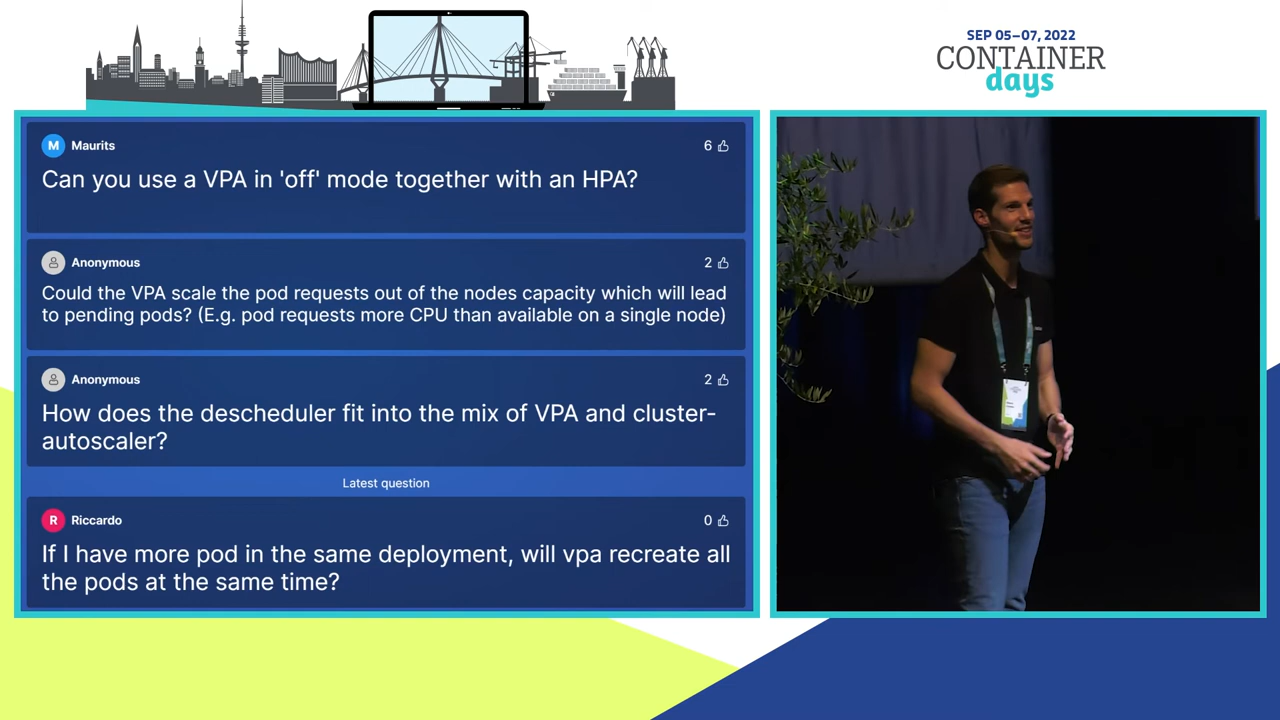 SEP 05–07, 2022
CONTAINER
days
M Maurits 6
Can you use a VPA in 'off' mode together with an HPA?
Anonymous 2
Could the VPA scale the pod requests out of the nodes capacity which will lead
to pending pods? (E.g. pod requests more CPU than available on a single node)
Anonymous 2
How does the descheduler fit into the mix of VPA and cluster-
autoscaler?
Latest question
R Riccardo 0
If I have more pod in the same deployment, will vpa recreate all
the pods at the same time?